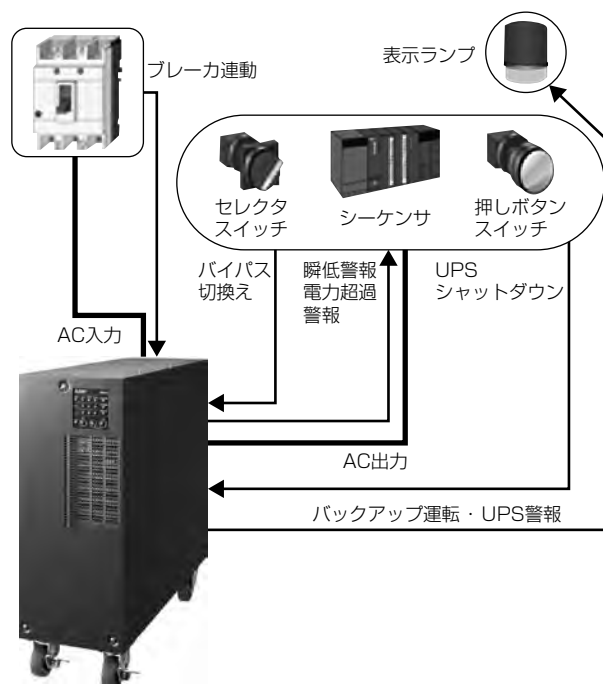 ブレーカ連動
表示ランプ
セレクタ
スイッチ
シーケンサ
押しボタン
スイッチ
バイパス
切換え
瞬低警報
電力超過
警報
UPS
シャットダウン
AC入力
AC出力
バックアップ運転・UPS警報